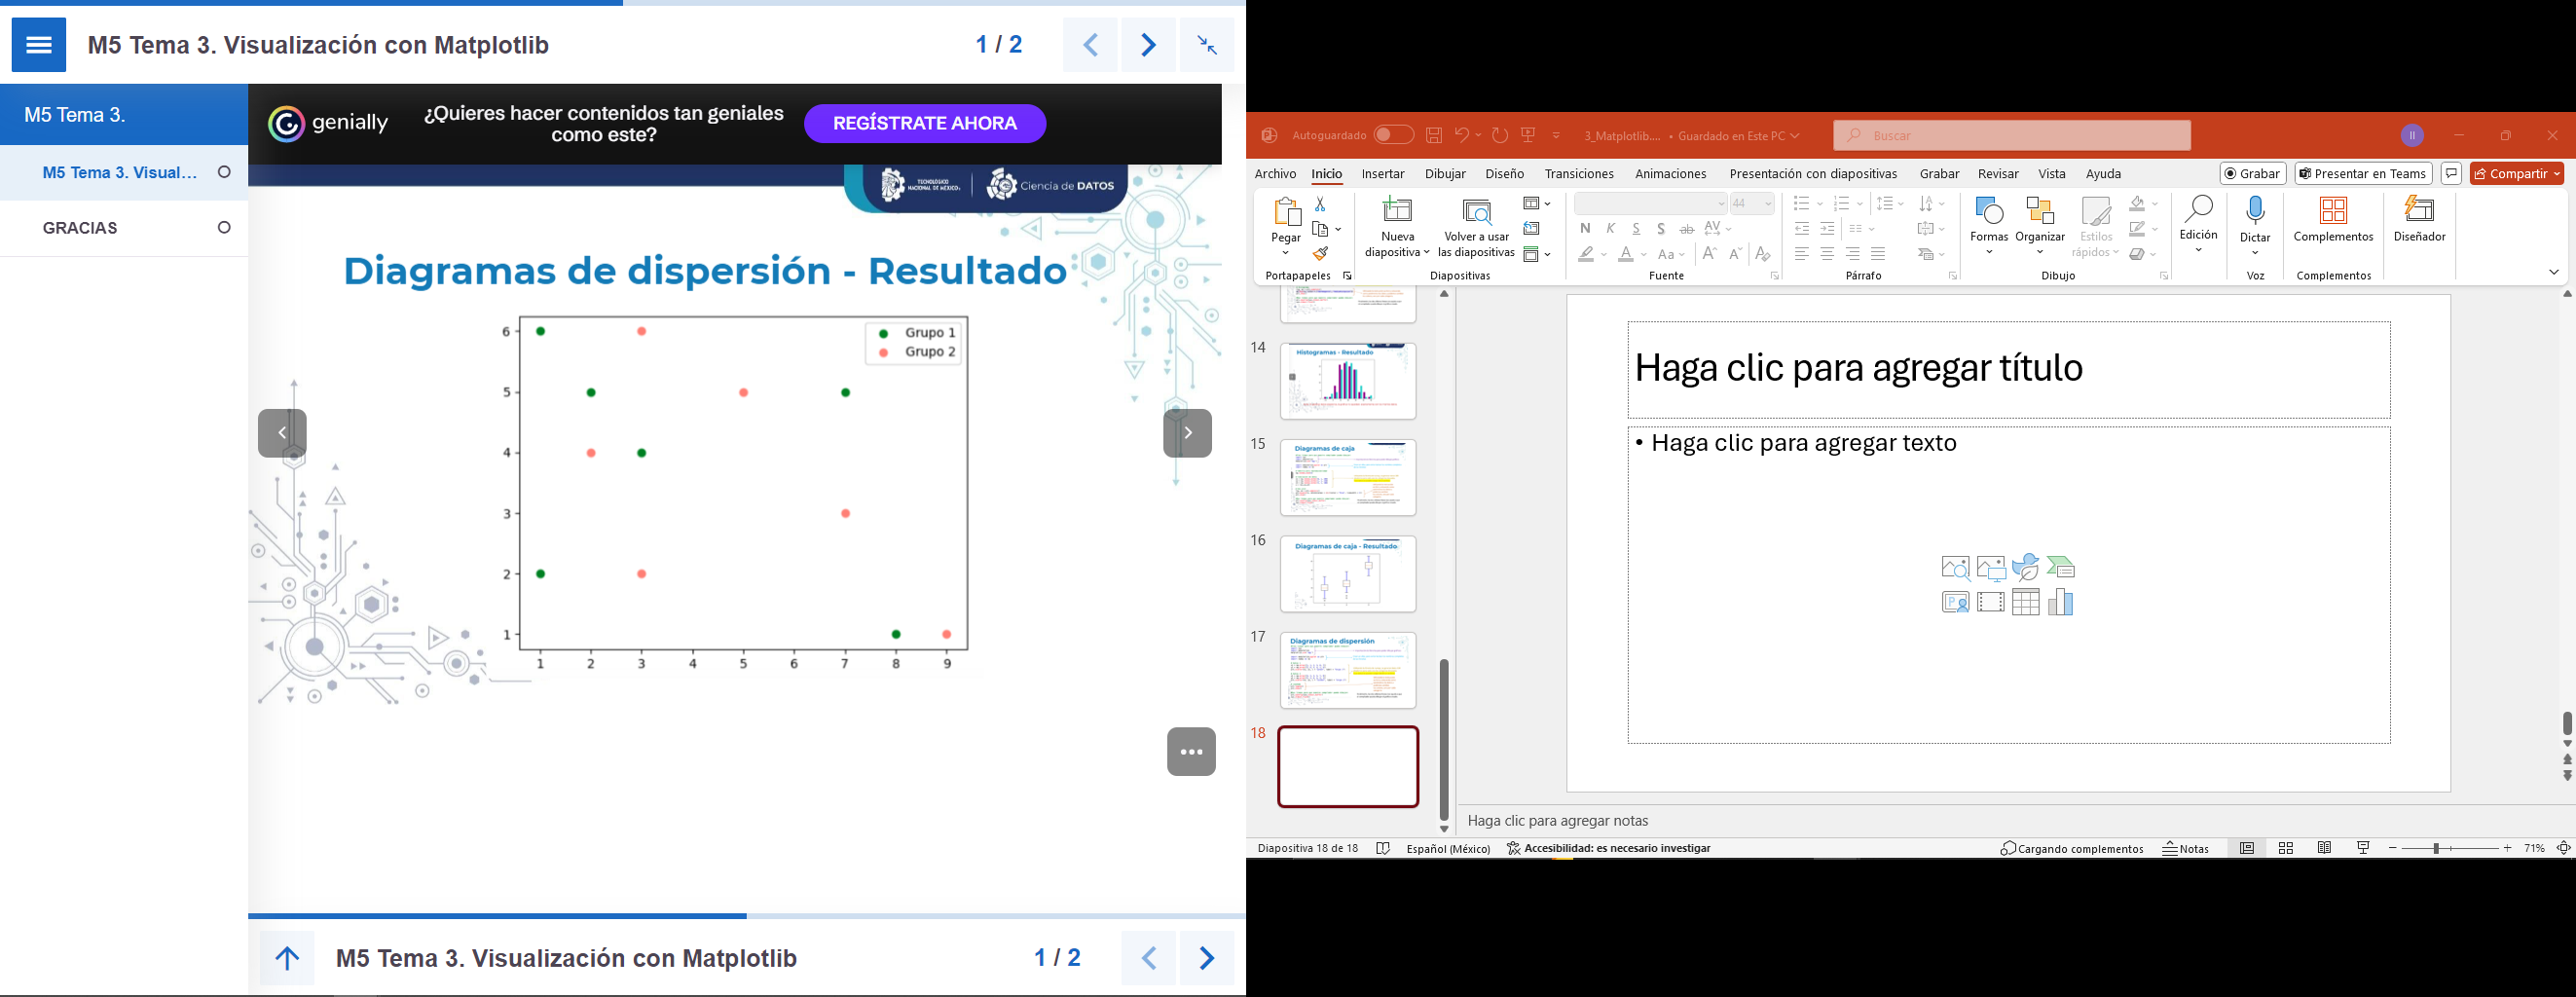 M5 Tema 3. Visualización con Matplotlib
1 / 2
M5 Tema 3.
M5 Tema 3. Visual...
GRACIAS
genially
¿Quieres hacer contenidos tan geniales
como este?
REGÍSTRATE AHORA
TECNOLÓGICO
NACIONAL DE MÉXICO
Ciencia de DATOS
Diagramas de dispersión - Resultado
Grupo 1
Grupo 2
6
5
4
3
2
1
1 2 3 4 5 6 7 8 9
M5 Tema 3. Visualización con Matplotlib
1 / 2
Autoguardado
3_Matplotlib.... • Guardado en Este PC
Buscar
II
Archivo Inicio Insertar Dibujar Diseño Transiciones Animaciones Presentación con diapositivas Grabar Revisar Vista Ayuda
Grabar
Presentar en Teams
Compartir
Pegar
Portapapeles
Nueva
diapositiva
Volver a usar
las diapositivas
Diapositivas
44
N K S S ab AV
A Aa A A
Fuente
Párrafo
Formas
Organizar
Estilos
rápidos
Dibujo
Edición
Dictar
Voz
Complementos
Complementos
Diseñador
14
Histogramas - Resultado
15
Diagramas de caja
16
Diagramas de caja - Resultado
17
Diagramas de dispersión
18
Haga clic para agregar título
• Haga clic para agregar texto
Haga clic para agregar notas
Diapositiva 18 de 18
Español (México)
Accesibilidad: es necesario investigar
Cargando complementos
Notas
71%